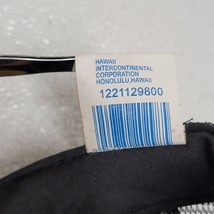 HAWAII
INTERCONTINENTAL
CORPORATION
HONOLULU, HAWAII
1221129800